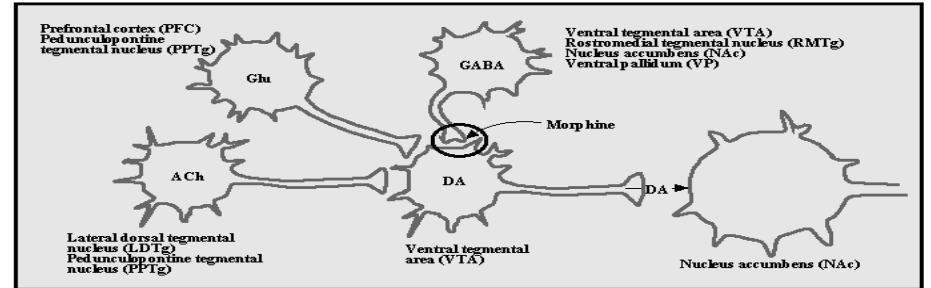 Prefrontal cortex (PFC)
Pedunculopontine
tegmental nucleus (PPTg)
Glu
GABA
Ventral tegmental area (VTA)
Rostromedial tegmental nucleus (RMTg)
Nucleus accumbens (NAc)
Ventral pallidum (VP)
Morphine
ACh
DA
DA
Lateral dorsal tegmental
nucleus (LDTg)
Pedunculopontine tegmental
nucleus (PPTg)
Ventral tegmental
area (VTA)
Nucleus accumbens (NAc)